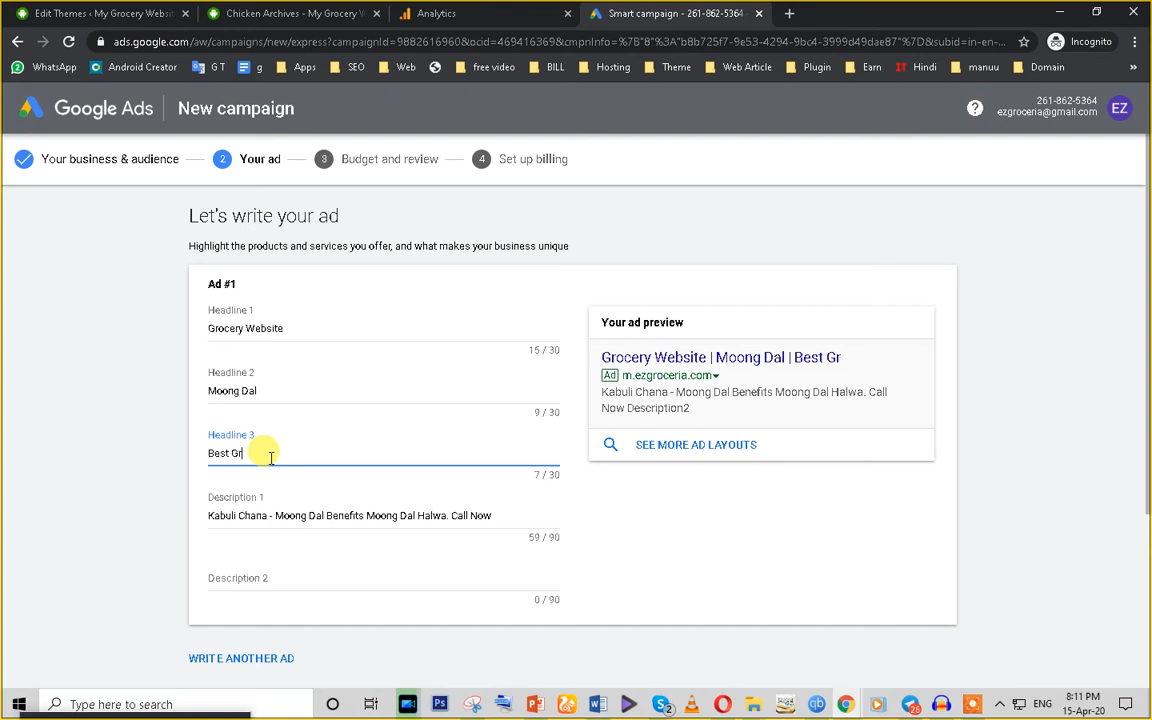 Edit Themes ‹ My Grocery Websit
Chicken Archives - My Grocery W
Analytics
Smart campaign - 261-862-5364
ads.google.com/aw/campaigns/new/express?campaignId=9882616960&ocid=469416369&cmpnInfo=%7B"8"%3A"b8b725f7-9e53-4294-9bc4-3999d49dae87"%7D&subid=in-en-...
Incognito
WhatsApp
Android Creator
G T
g
Apps
SEO
Web
free video
BILL
Hosting
Theme
Web Article
Plugin
Earn
Hindi
manuu
Domain
»
Google Ads
New campaign
261-862-5364
ezgroceria@gmail.com
EZ
Your business & audience
2 Your ad
3 Budget and review
4 Set up billing
Let's write your ad
Highlight the products and services you offer, and what makes your business unique
Ad #1
Headline 1
Grocery Website
15 / 30
Headline 2
Moong Dal
9 / 30
Headline 3
Best Gr
7 / 30
Description 1
Kabuli Chana - Moong Dal Benefits Moong Dal Halwa. Call Now
59 / 90
Description 2
0 / 90
Your ad preview
Grocery Website | Moong Dal | Best Gr
Ad m.ezgroceria.com
Kabuli Chana - Moong Dal Benefits Moong Dal Halwa. Call
Now Description2
SEE MORE AD LAYOUTS
WRITE ANOTHER AD
Type here to search
ENG
8:11 PM
15-Apr-20